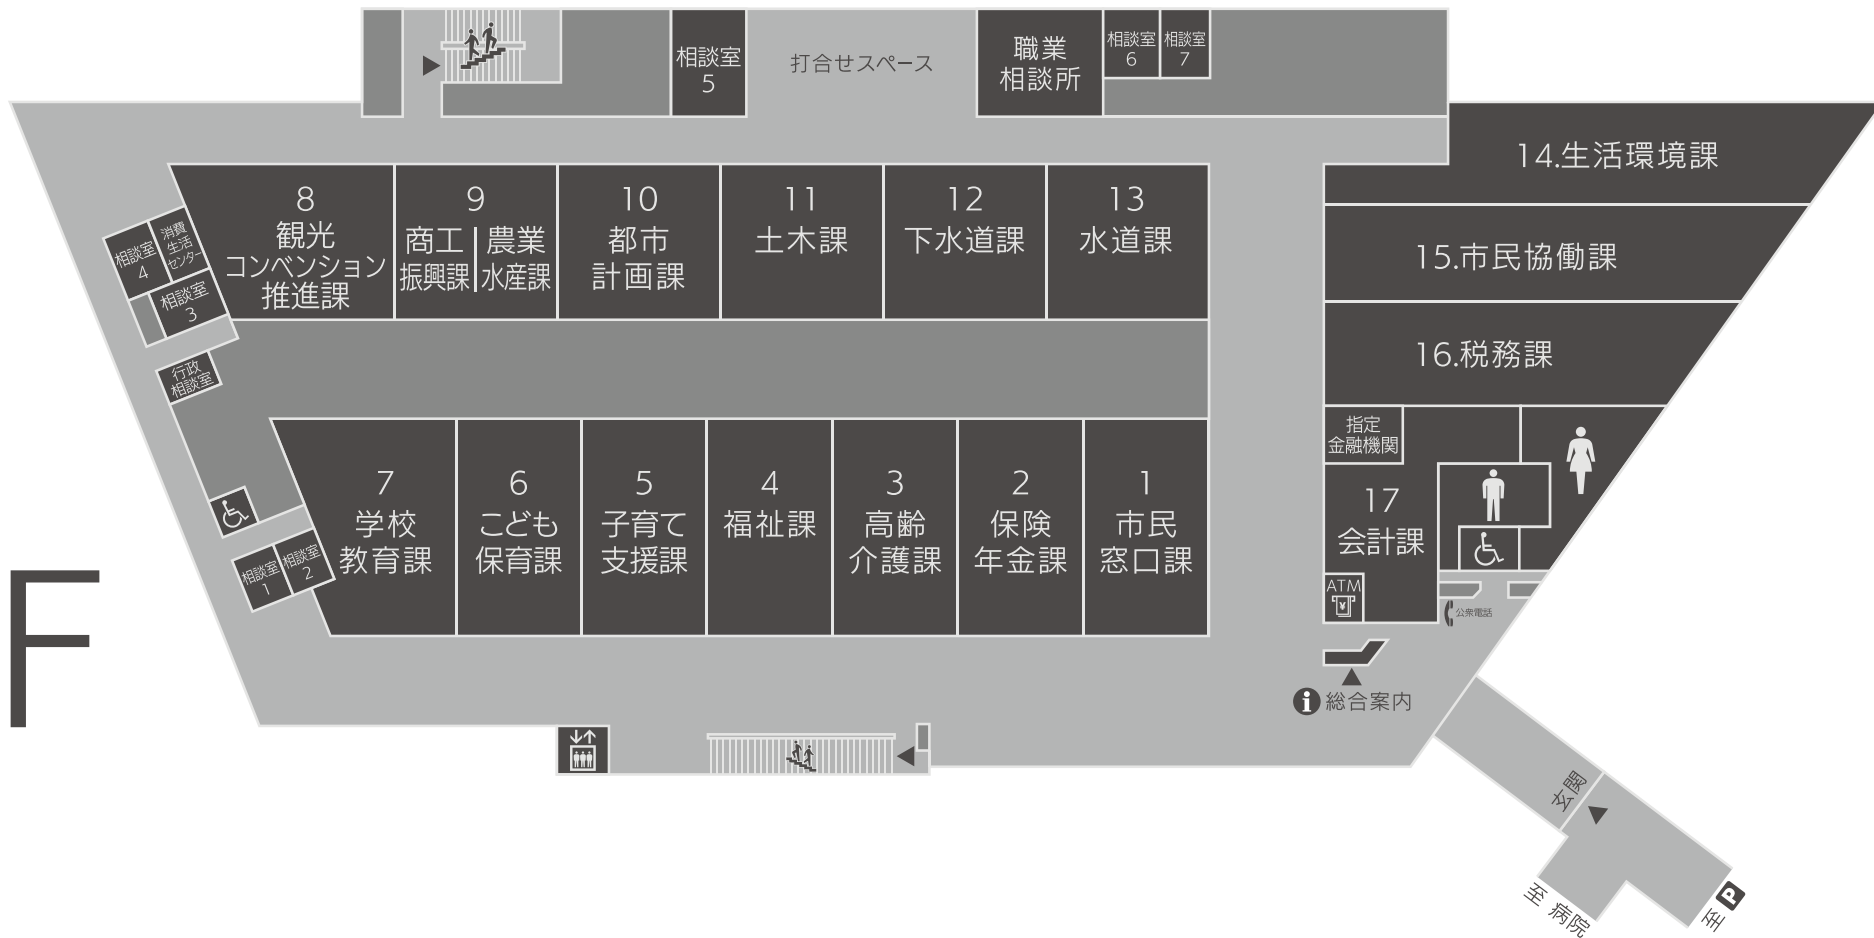 相談室
5
打合せスペース
職業
相談所
相談室
6
相談室
7
14.生活環境課
8
観光
コンベンション
推進課
9
商工
振興課
農業
水産課
10
都市
計画課
11
土木課
12
下水道課
13
水道課
15.市民協働課
消費
生活
センター
相談室
4
相談室
3
16.税務課
行政
相談室
指定
金融機関
7
学校
教育課
6
こども
保育課
5
子育て
支援課
4
福祉課
3
高齢
介護課
2
保険
年金課
1
市民
窓口課
17
会計課
相談室
1
相談室
2
ATM
¥
公衆電話
F
i 総合案内
玄関
至 病院
至 P